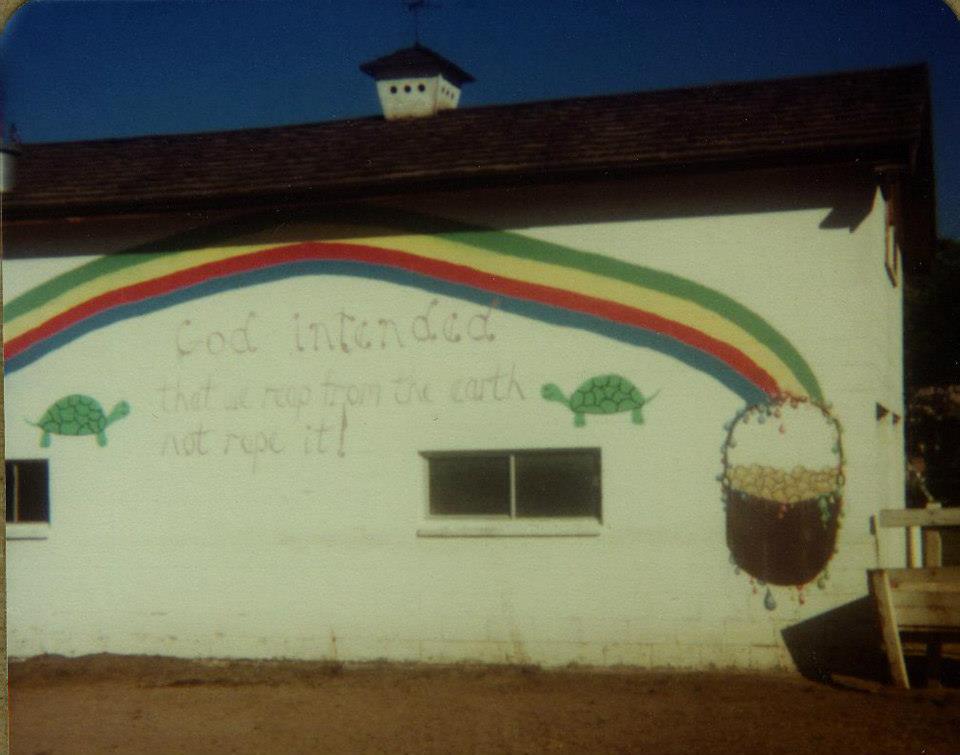 God intended
that we reap from the earth
not rape it!